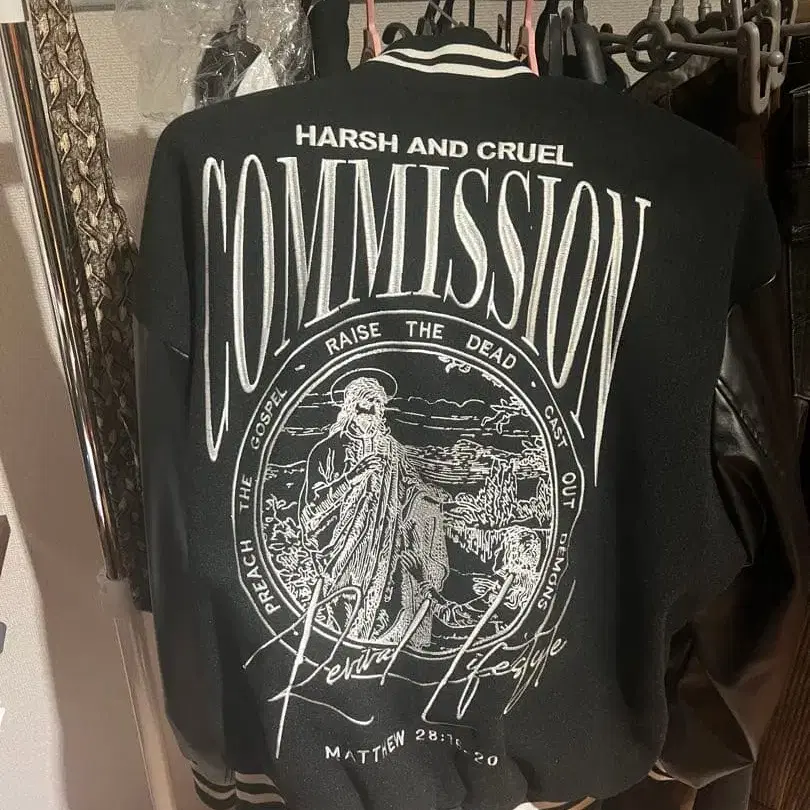 HARSH AND CRUEL
COMMISSION
PREACH THE GOSPEL · RAISE THE DEAD · CAST OUT DEMONS
Revival Lifestyle
MATTHEW